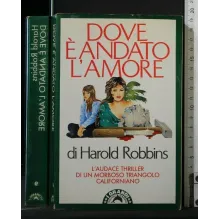 DOVE
È ANDATO
L'AMORE
di Harold Robbins
L'AUDACE THRILLER
DI UN MORBOSO TRIANGOLO
CALIFORNIANO
DOVE È ANDATO L'AMORE
Harold Robbins